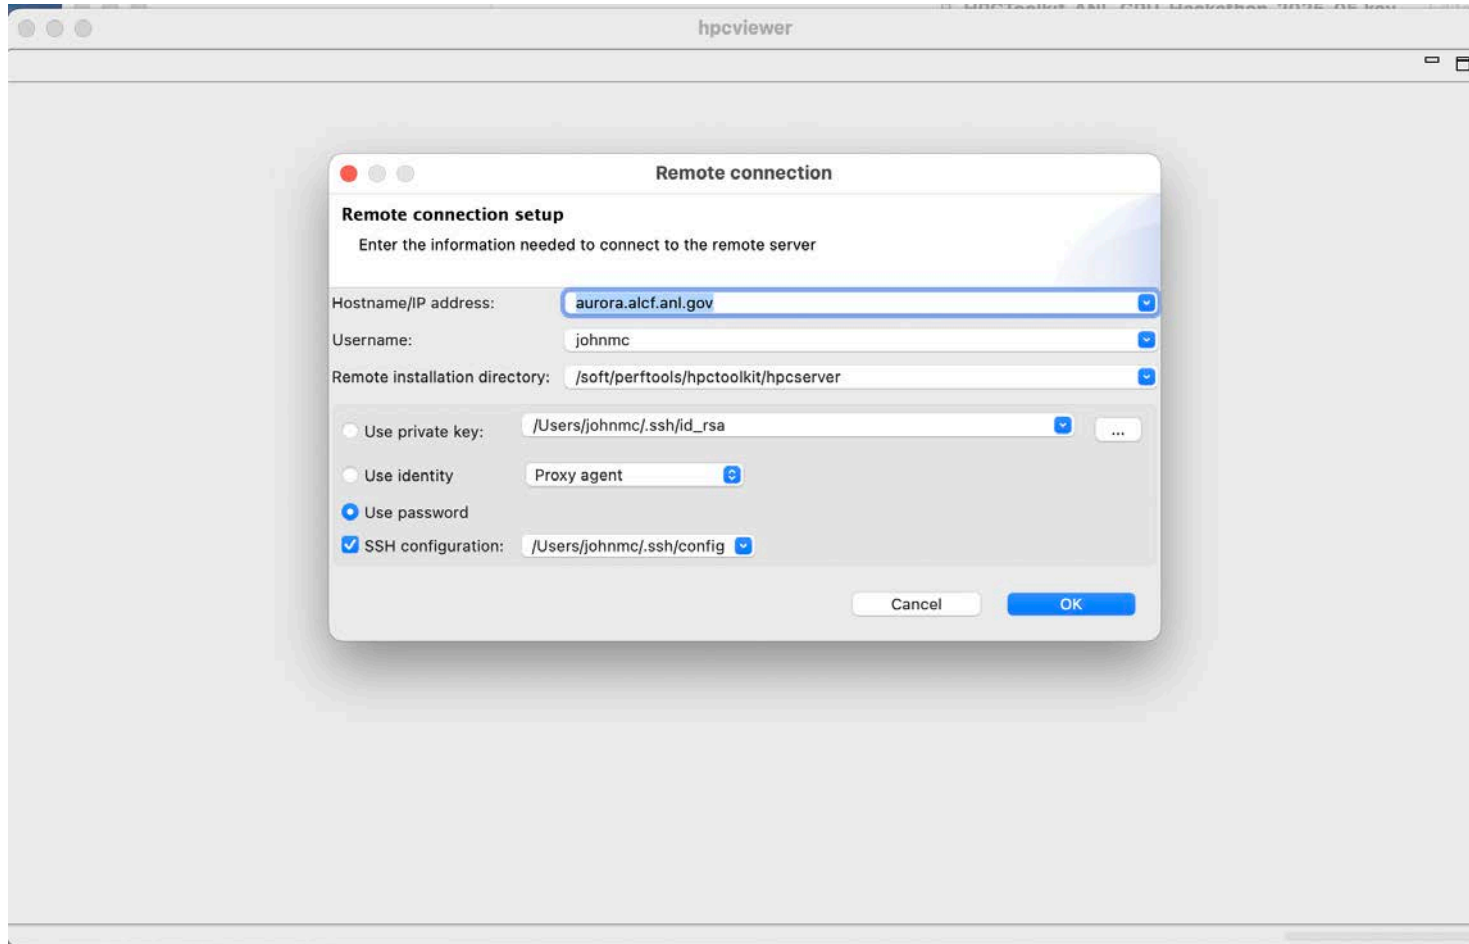 hpcviewer
Remote connection
Remote connection setup
Enter the information needed to connect to the remote server
Hostname/IP address: aurora.alcf.anl.gov
Username: johnmc
Remote installation directory: /soft/perftools/hpctoolkit/hpcserver
Use private key: /Users/johnmc/.ssh/id_rsa ...
Use identity Proxy agent
Use password
SSH configuration: /Users/johnmc/.ssh/config
Cancel OK